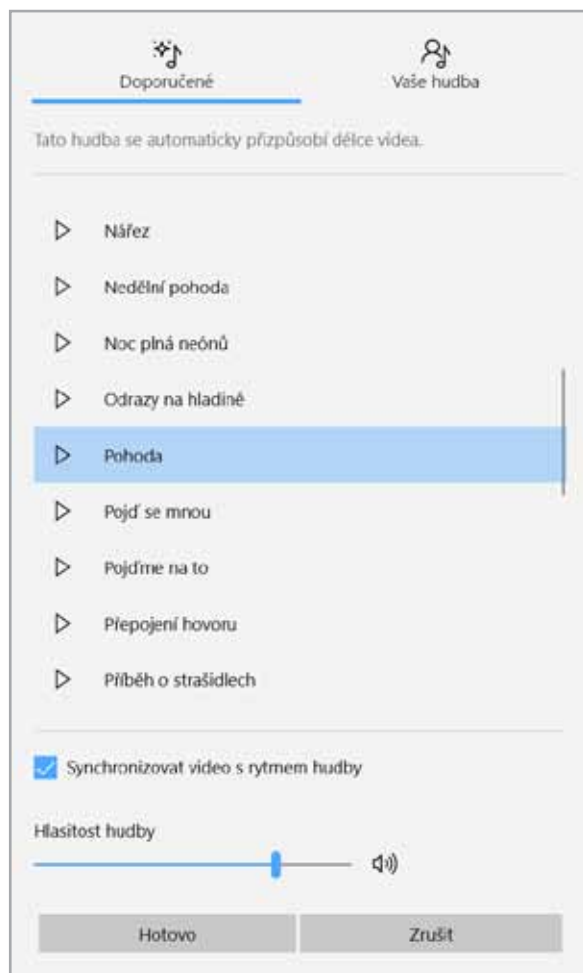 Doporučené
Vaše hudba
Tato hudba se automaticky přizpůsobí délce videa.
Nářez
Nedělní pohoda
Noc plná neónů
Odrazy na hladině
Pohoda
Pojď se mnou
Pojďme na to
Přepojení hovoru
Příběh o strašidlech
Synchronizovat video s rytmem hudby
Hlasitost hudby
Hotovo
Zrušit